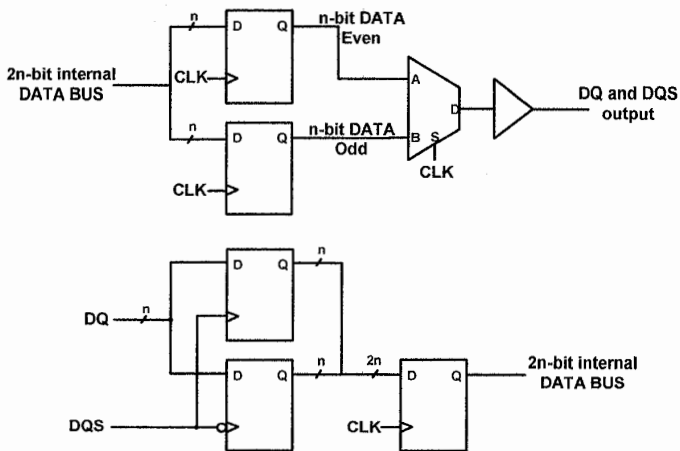 n
D
Q
n-bit DATA
Even
CLK
2n-bit internal
DATA BUS
A
D
DQ and DQS
output
n
D
Q
n-bit DATA
Odd
B
S
CLK
CLK
D
Q
n
DQ
n
D
Q
n
2n
D
Q
2n-bit internal
DATA BUS
DQS
CLK